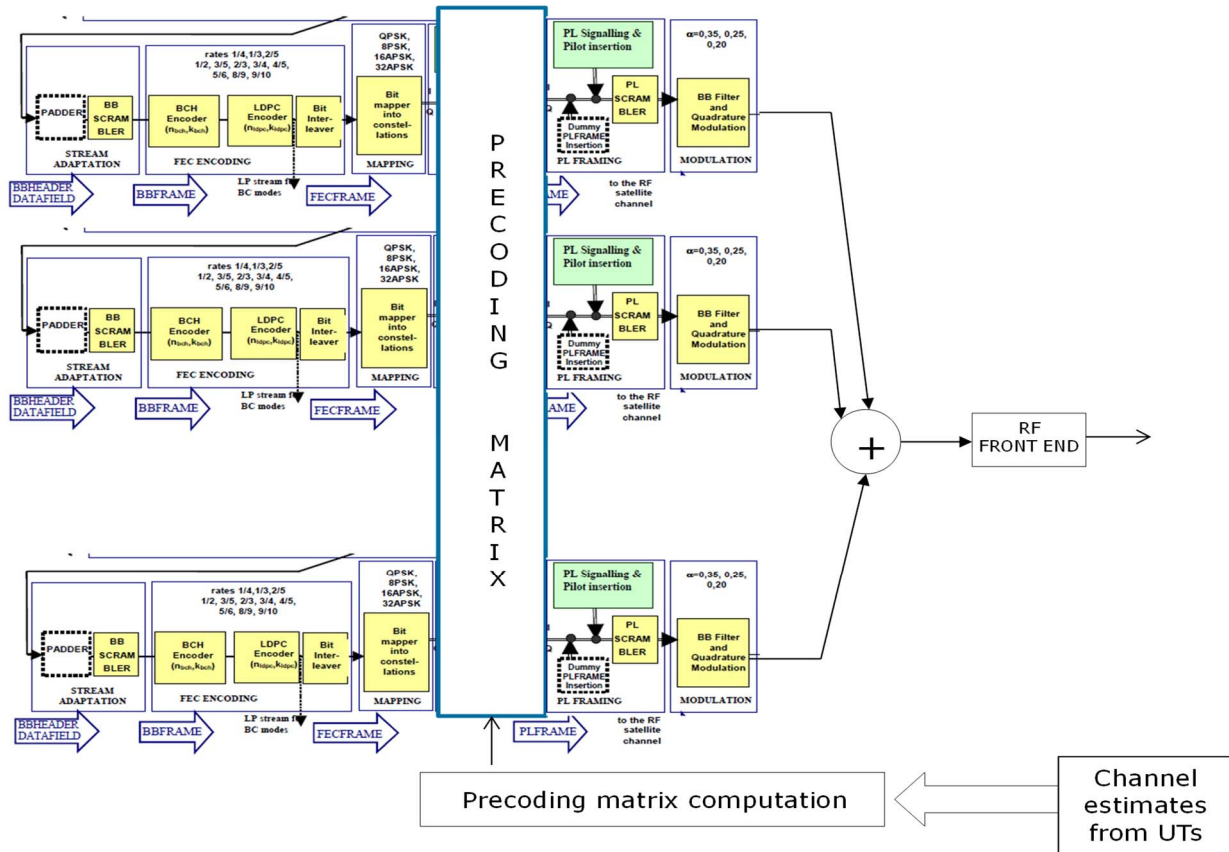 QPSK,
8PSK,
16APSK,
32APSK
rates 1/4,1/3,2/5
1/2, 3/5, 2/3, 3/4, 4/5,
5/6, 8/9, 9/10
PADDER
BB
SCRAM
BLER
BCH
Encoder
(nbch,kbch)
LDPC
Encoder
(nldpc,kldpc)
Bit
Inter-
leaver
Bit
mapper
into
constel-
lations
STREAM
ADAPTATION
FEC ENCODING
MAPPING
BBHEADER
DATAFIELD
BBFRAME
LP stream f
BC modes
FECFRAME
PL Signalling &
Pilot insertion
α=0,35, 0,25,
0,20
I
Q
PL
SCRAM
BLER
BB Filter
and
Quadrature
Modulation
Dummy
PLFRAME
Insertion
PL FRAMING
MODULATION
RAME
to the RF
satellite
channel
QPSK,
8PSK,
16APSK,
32APSK
rates 1/4,1/3,2/5
1/2, 3/5, 2/3, 3/4, 4/5,
5/6, 8/9, 9/10
PADDER
BB
SCRAM
BLER
BCH
Encoder
(nbch,kbch)
LDPC
Encoder
(nldpc,kldpc)
Bit
Inter-
leaver
Bit
mapper
into
constel-
lations
STREAM
ADAPTATION
FEC ENCODING
MAPPING
BBHEADER
DATAFIELD
BBFRAME
LP stream f
BC modes
FECFRAME
PL Signalling &
Pilot insertion
α=0,35, 0,25,
0,20
I
Q
PL
SCRAM
BLER
BB Filter
and
Quadrature
Modulation
Dummy
PLFRAME
Insertion
PL FRAMING
MODULATION
RAME
to the RF
satellite
channel
QPSK,
8PSK,
16APSK,
32APSK
rates 1/4,1/3,2/5
1/2, 3/5, 2/3, 3/4, 4/5,
5/6, 8/9, 9/10
PADDER
BB
SCRAM
BLER
BCH
Encoder
(nbch,kbch)
LDPC
Encoder
(nldpc,kldpc)
Bit
Inter-
leaver
Bit
mapper
into
constel-
lations
STREAM
ADAPTATION
FEC ENCODING
MAPPING
BBHEADER
DATAFIELD
BBFRAME
LP stream f
BC modes
FECFRAME
PL Signalling &
Pilot insertion
α=0,35, 0,25,
0,20
I
Q
PL
SCRAM
BLER
BB Filter
and
Quadrature
Modulation
Dummy
PLFRAME
Insertion
PL FRAMING
MODULATION
PLFRAME
to the RF
satellite
channel
PRECODING MATRIX
+
RF
FRONT END
Precoding matrix computation
Channel
estimates
from UTs